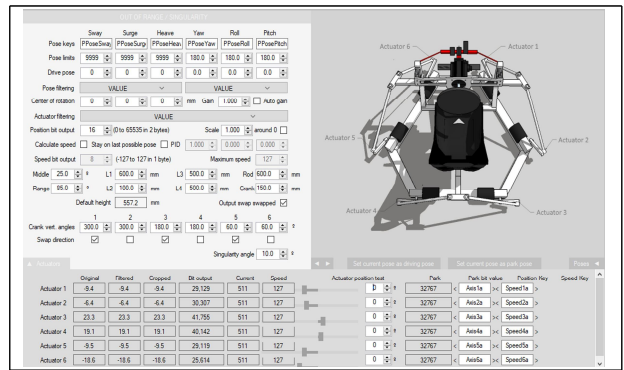 OUT OF RANGE / SINGULARITY
Sway Surge Heave Yaw Roll Pitch
Pose keys PPoseSway PPoseSurge PPoseHeav PPoseYaw PPoseRoll PPosePitch
Pose limits 9999 9999 9999 180.0 180.0 180.0
Drive pose 0 0 0 0.0 0.0 0.0
Pose filtering VALUE VALUE
Center of rotation 0 0 0 mm Gain 1.000 Auto gain
Actuator filtering VALUE
Position bit output 16 (0 to 65535 in 2 bytes) Scale 1.000 around 0
Calculate speed Stay on last possible pose PID 1.000 0.000 0.000
Speed bit output 8 (-127 to 127 in 1 byte) Maximum speed 127
Middle 25.0 ° L1 600.0 mm L3 500.0 mm Rod 600.0 mm
Range 95.0 ° L2 100.0 mm L4 500.0 mm Crank 150.0 mm
Default height 557.2 mm Output swap swapped
1 2 3 4 5 6
Crank vert. angles 300.0 300.0 180.0 180.0 60.0 60.0 °
Swap direction
Singularity angle 10.0 °
Actuator 6
Actuator 1
Actuator 5
Actuator 2
Actuator 4
Actuator 3
Actuators
Set current pose as driving pose Set current pose as park pose Poses
Original Filtered Cropped Bit output Current Speed Actuator position test Park Park bit value Position Key Speed Key
Actuator 1 -9.4 -9.4 -9.4 29,129 511 127 0 ° 32767 < Axis1a >< Speed1a >
Actuator 2 -6.4 -6.4 -6.4 30,307 511 127 0 ° 32767 < Axis2a >< Speed2a >
Actuator 3 23.3 23.3 23.3 41,755 511 127 0 ° 32767 < Axis3a >< Speed3a >
Actuator 4 19.1 19.1 19.1 40,142 511 127 0 ° 32767 < Axis4a >< Speed4a >
Actuator 5 -9.5 -9.5 -9.5 29,119 511 127 0 ° 32767 < Axis5a >< Speed5a >
Actuator 6 -18.6 -18.6 -18.6 25,614 511 127 0 ° 32767 < Axis6a >< Speed6a >